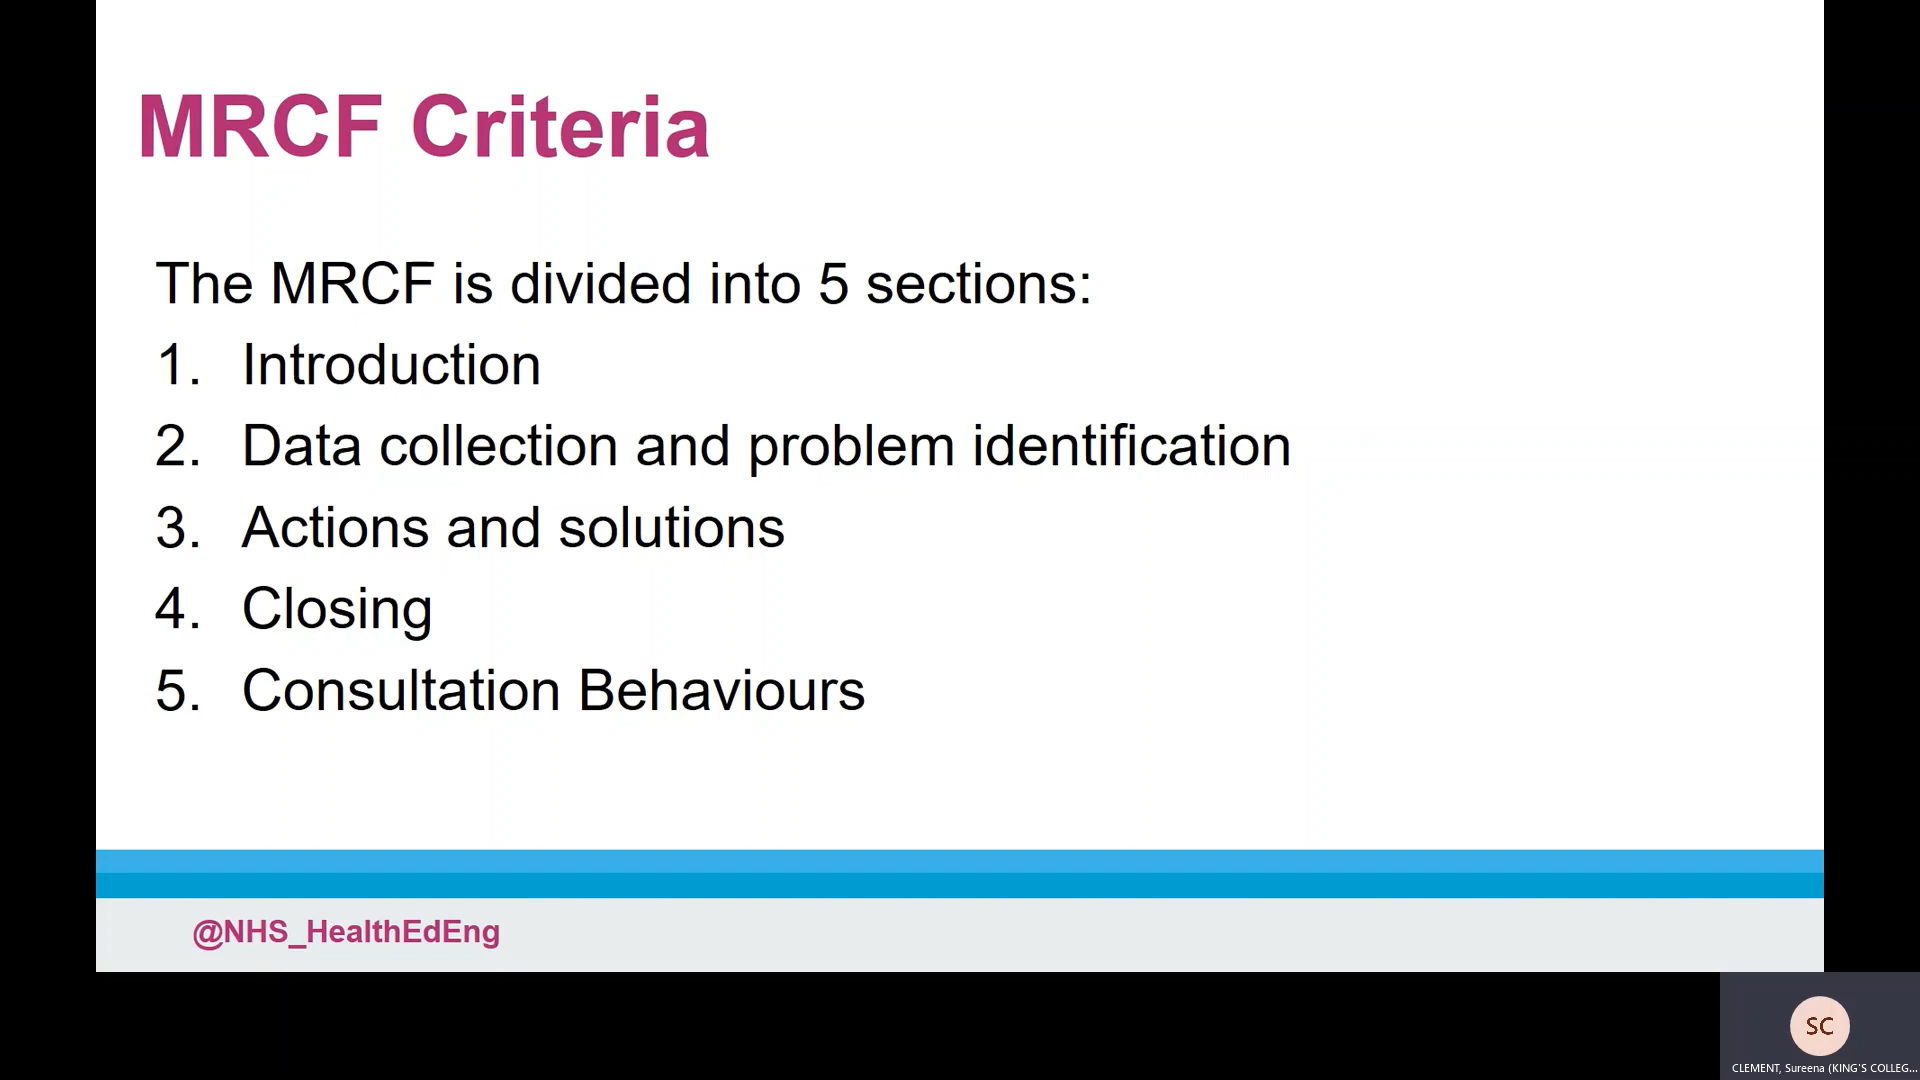 MRCF Criteria
The MRCF is divided into 5 sections:
1. Introduction
2. Data collection and problem identification
3. Actions and solutions
4. Closing
5. Consultation Behaviours
@NHS_HealthEdEng
SC
CLEMENT, Sureena (KING'S COLLEG...